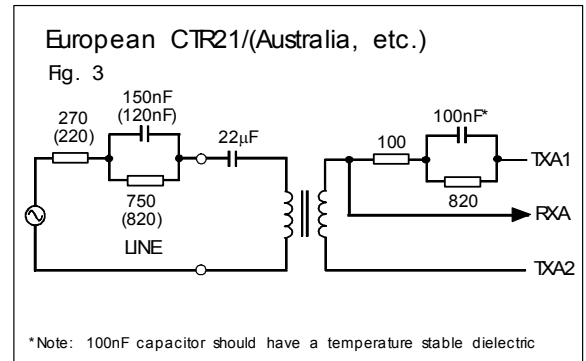 European CTR21/(Australia, etc.)
Fig. 3
270
(220)
150nF
(120nF)
750
(820)
LINE
22µF
100
100nF*
820
TXA1
RXA
TXA2
*Note: 100nF capacitor should have a temperature stable dielectric